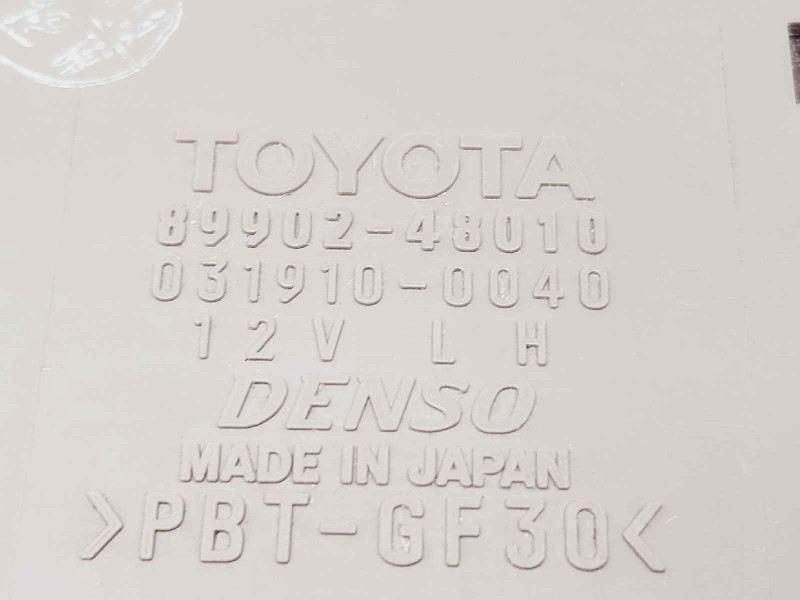 TOYOTA
89902-48010
031910-0040
12V LH
DENSO
MADE IN JAPAN
>PBT-GF30<